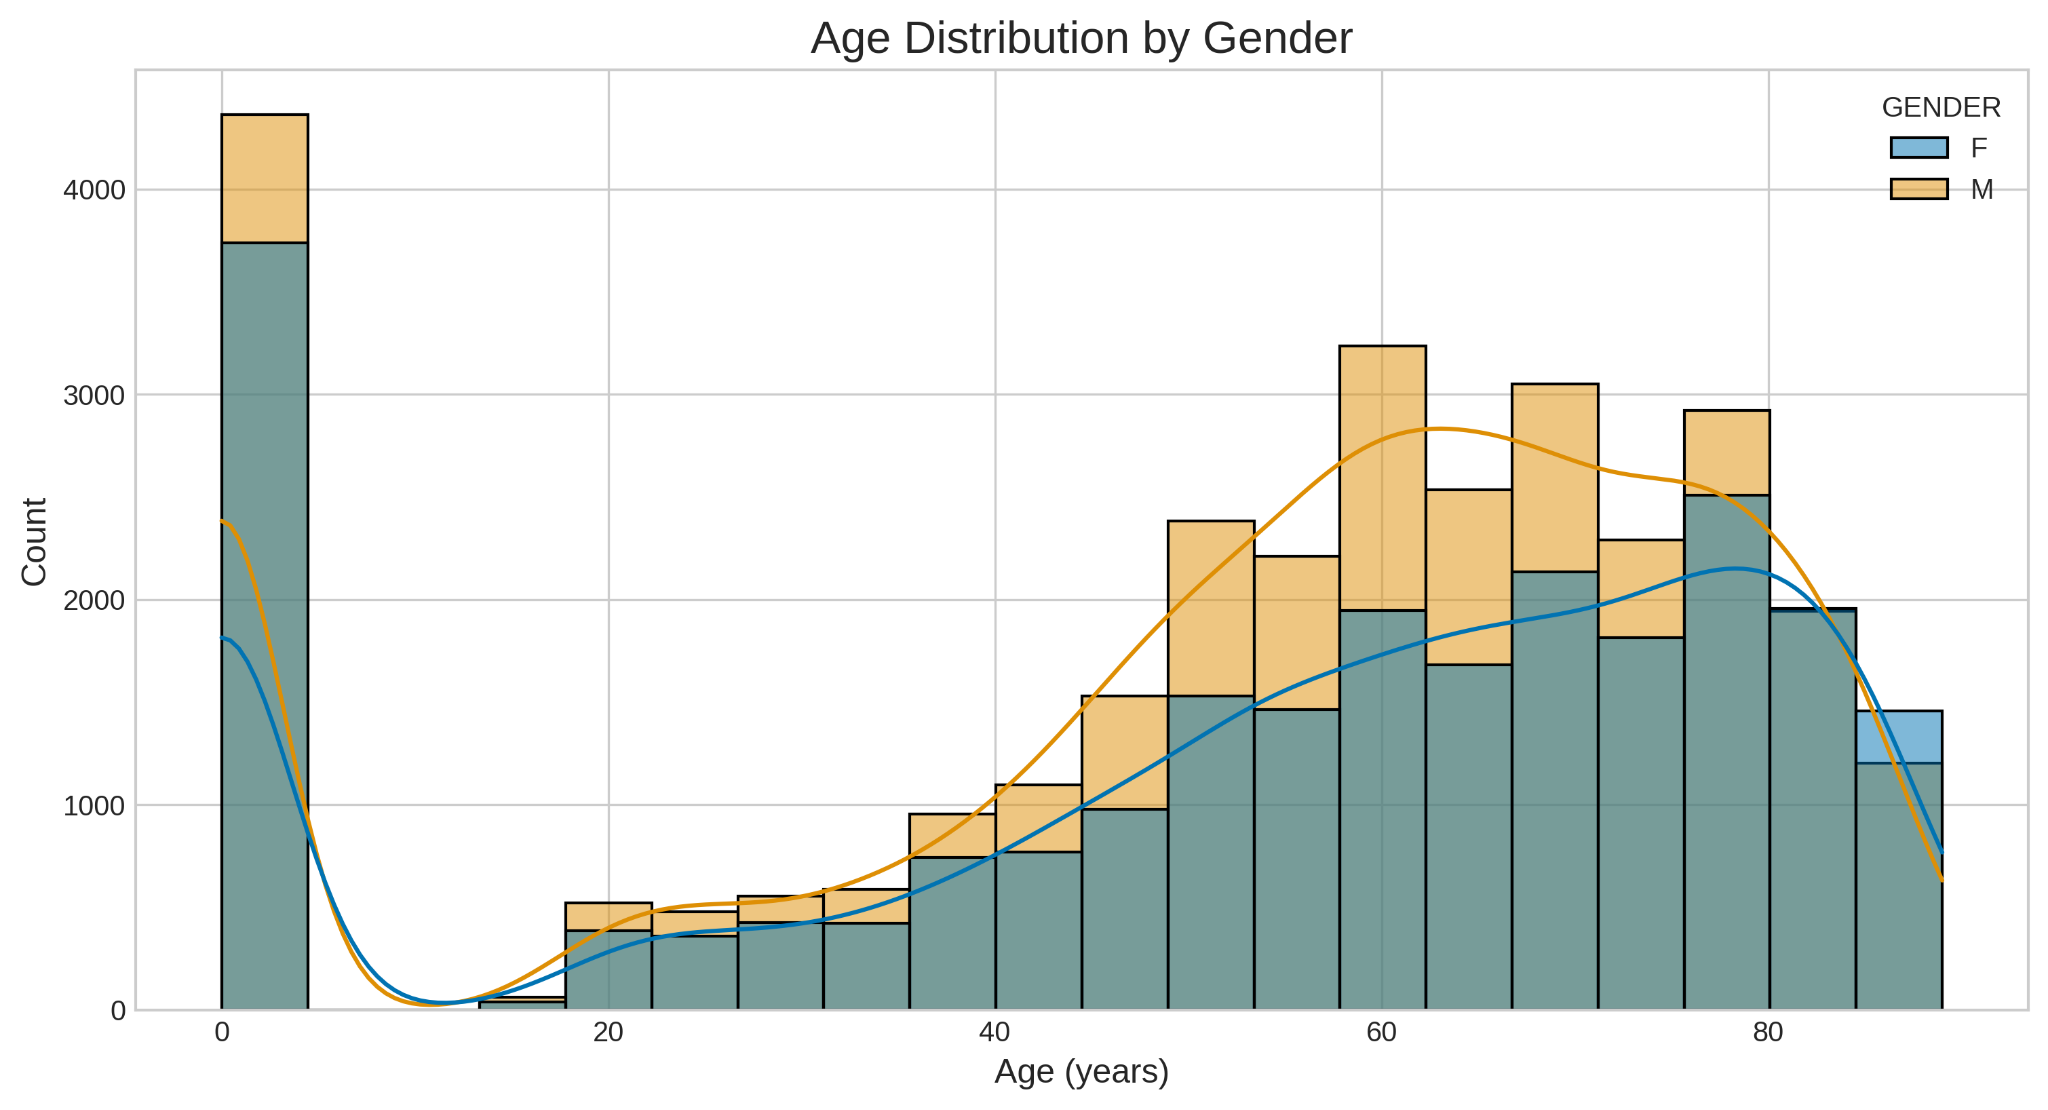 Age Distribution by Gender
GENDER
F
M
4000
3000
2000
1000
0
Count
0 20 40 60 80
Age (years)